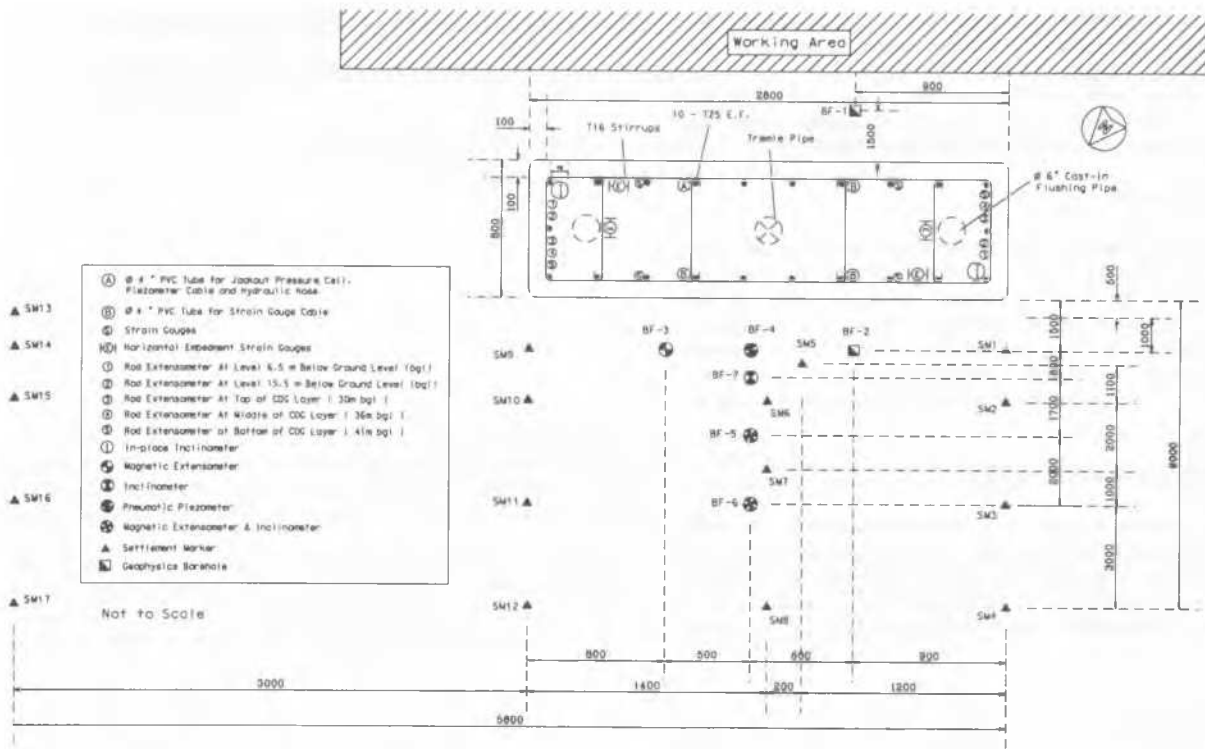 Working Area
2800
900
BF-1
1500
100
T16 Stirrups
10 - T25 E.F.
Tremie Pipe
Ø 6" Cast-in
Flushing Pipe
100
800
A
B
B
B
Ø 4 " PVC Tube for Jackout Pressure Cell,
Piezometer Cable and Hydraulic Hose
Ø 4 " PVC Tube for Strain Gauge Cable
Strain Gauges
Horizontal Embedment Strain Gauges
Rod Extensometer At Level 6.5 m Below Ground Level (bgl)
Rod Extensometer At Level 15.5 m Below Ground Level (bgl)
Rod Extensometer At Top of CDG Layer ( 30m bgl )
Rod Extensometer At Middle of CDG Layer ( 36m bgl )
Rod Extensometer at Bottom of CDG Layer ( 41m bgl )
In-place Inclinometer
Magnetic Extensometer
Inclinometer
Pneumatic Piezometer
Magnetic Extensometer & Inclinometer
Settlement Marker
Geophysics Borehole
Not to Scale
SM13
SM14
SM15
SM16
SM17
SM9
SM10
SM11
SM12
BF-3
BF-4
BF-2
SM5
BF-7
SM6
BF-5
SM7
BF-6
SM8
SM1
SM2
SM3
SM4
500
1500
1000
1800
1100
1700
2000
2000
1000
3000
800
500
600
900
3000
1400
200
1200
5800